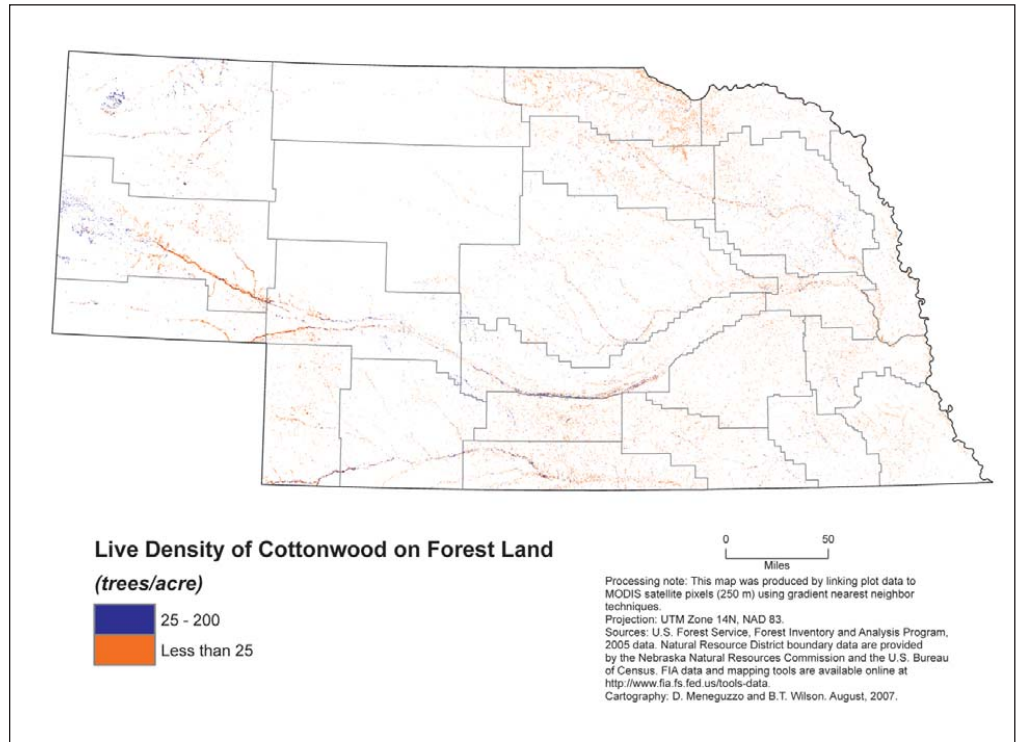 Live Density of Cottonwood on Forest Land
(trees/acre)
25 - 200
Less than 25
0 50
Miles
Processing note: This map was produced by linking plot data to
MODIS satellite pixels (250 m) using gradient nearest neighbor
techniques.
Projection: UTM Zone 14N, NAD 83.
Sources: U.S. Forest Service, Forest Inventory and Analysis Program,
2005 data. Natural Resource District boundary data are provided
by the Nebraska Natural Resources Commission and the U.S. Bureau
of Census. FIA data and mapping tools are available online at
http://www.fia.fs.fed.us/tools-data.
Cartography: D. Meneguzzo and B.T. Wilson. August, 2007.